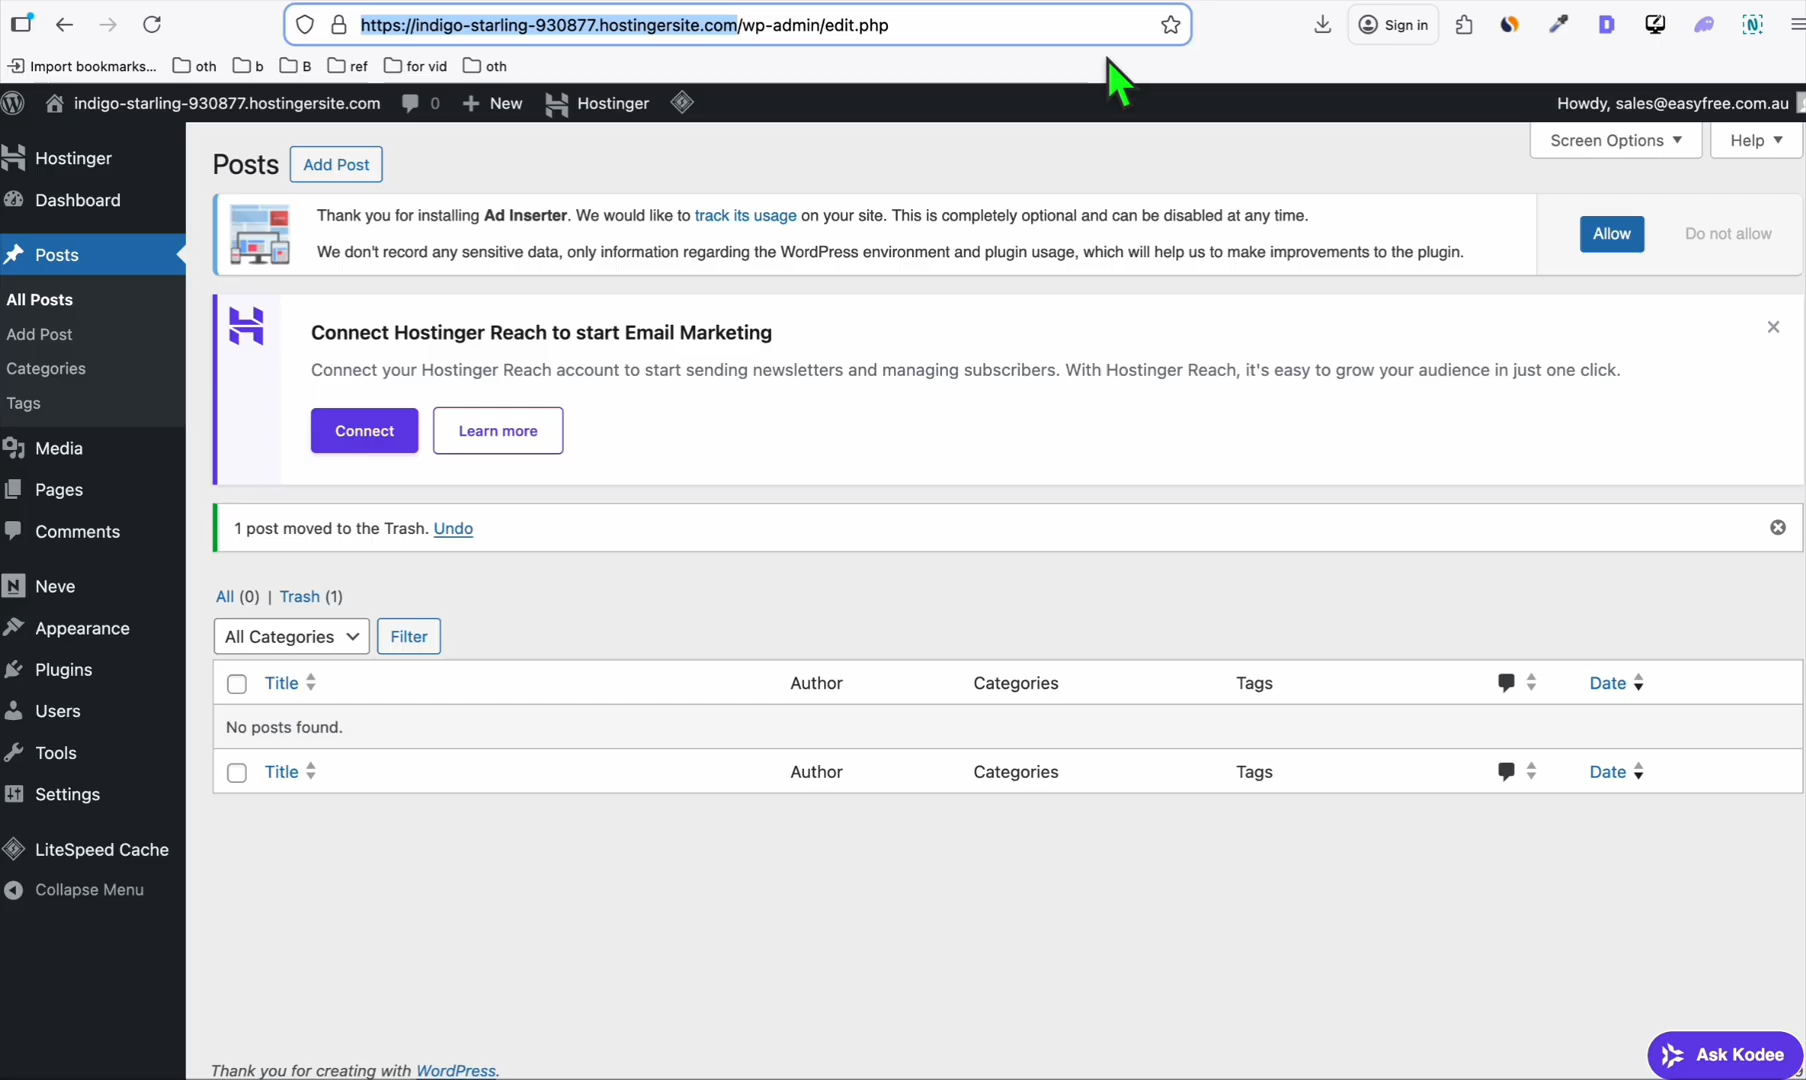 https://indigo-starling-930877.hostingersite.com/wp-admin/edit.php
Sign in
Import bookmarks...
oth
b
B
ref
for vid
oth
indigo-starling-930877.hostingersite.com
0
New
Hostinger
Howdy, sales@easyfree.com.au
Hostinger
Dashboard
Posts
All Posts
Add Post
Categories
Tags
Media
Pages
Comments
Neve
Appearance
Plugins
Users
Tools
Settings
LiteSpeed Cache
Collapse Menu
Screen Options
Help
Posts
Add Post
Thank you for installing Ad Inserter. We would like to track its usage on your site. This is completely optional and can be disabled at any time.
We don't record any sensitive data, only information regarding the WordPress environment and plugin usage, which will help us to make improvements to the plugin.
Allow
Do not allow
Connect Hostinger Reach to start Email Marketing
Connect your Hostinger Reach account to start sending newsletters and managing subscribers. With Hostinger Reach, it's easy to grow your audience in just one click.
Connect
Learn more
1 post moved to the Trash. Undo
All (0) | Trash (1)
All Categories
Filter
Title Author Categories Tags Date
No posts found.
Title Author Categories Tags Date
Thank you for creating with WordPress.
Ask Kodee